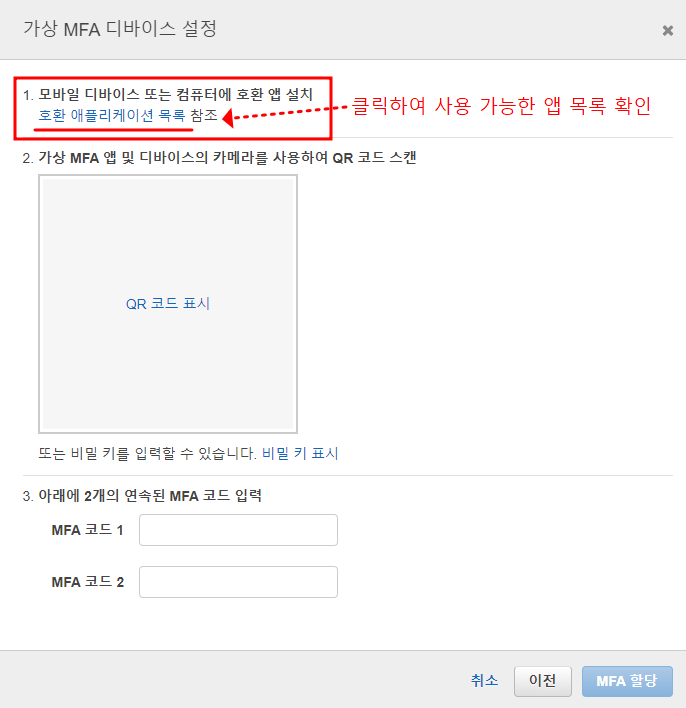 가상 MFA 디바이스 설정
×
1. 모바일 디바이스 또는 컴퓨터에 호환 앱 설치
호환 애플리케이션 목록 참조
클릭하여 사용 가능한 앱 목록 확인
2. 가상 MFA 앱 및 디바이스의 카메라를 사용하여 QR 코드 스캔
QR 코드 표시
또는 비밀 키를 입력할 수 있습니다. 비밀 키 표시
3. 아래에 2개의 연속된 MFA 코드 입력
MFA 코드 1
MFA 코드 2
취소 이전 MFA 할당